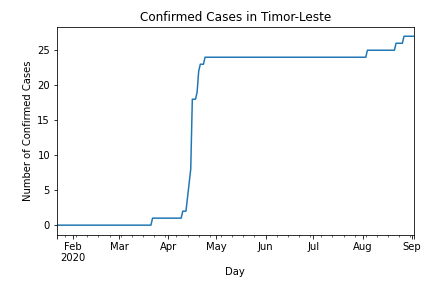 Confirmed Cases in Timor-Leste
Number of Confirmed Cases
25
20
15
10
5
0
Feb Mar Apr May Jun Jul Aug Sep
2020
Day